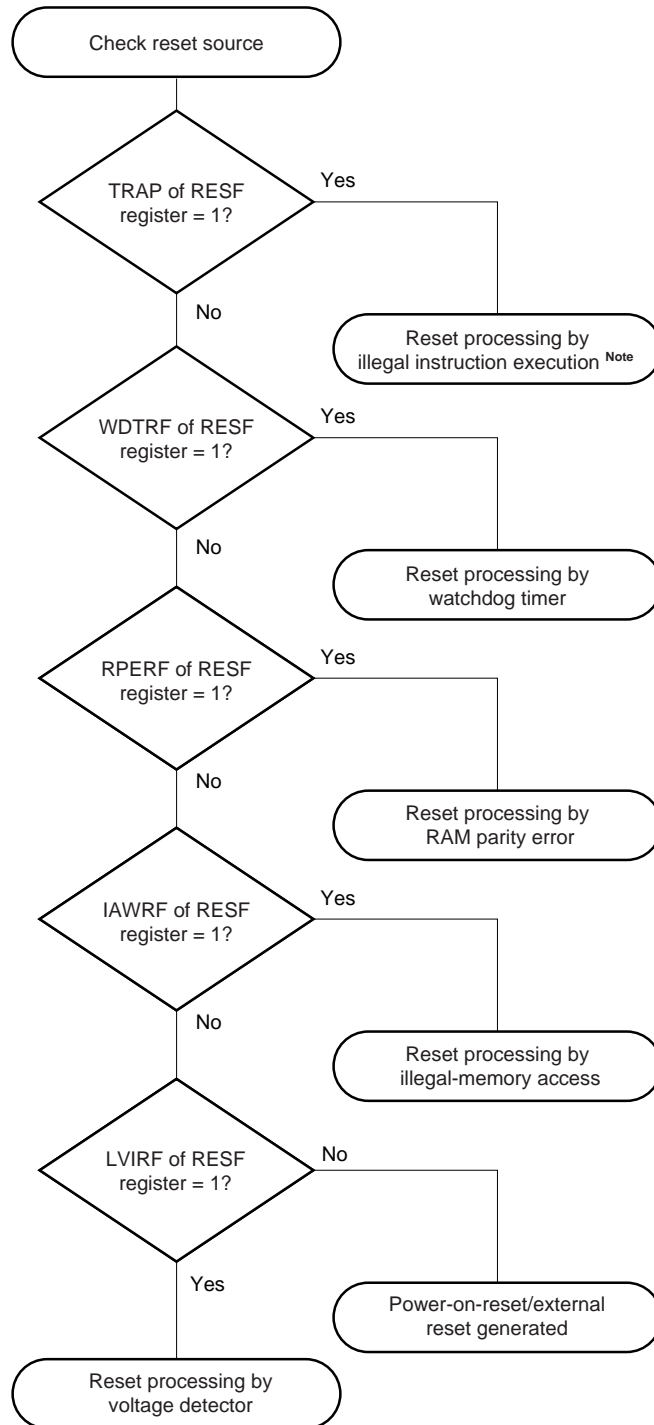 Check reset source
TRAP of RESF
register = 1?
Yes
No
Reset processing by
illegal instruction execution Note
WDTRF of RESF
register = 1?
Yes
No
Reset processing by
watchdog timer
RPERF of RESF
register = 1?
Yes
No
Reset processing by
RAM parity error
IAWRF of RESF
register = 1?
Yes
No
Reset processing by
illegal-memory access
LVIRF of RESF
register = 1?
No
Yes
Power-on-reset/external
reset generated
Reset processing by
voltage detector